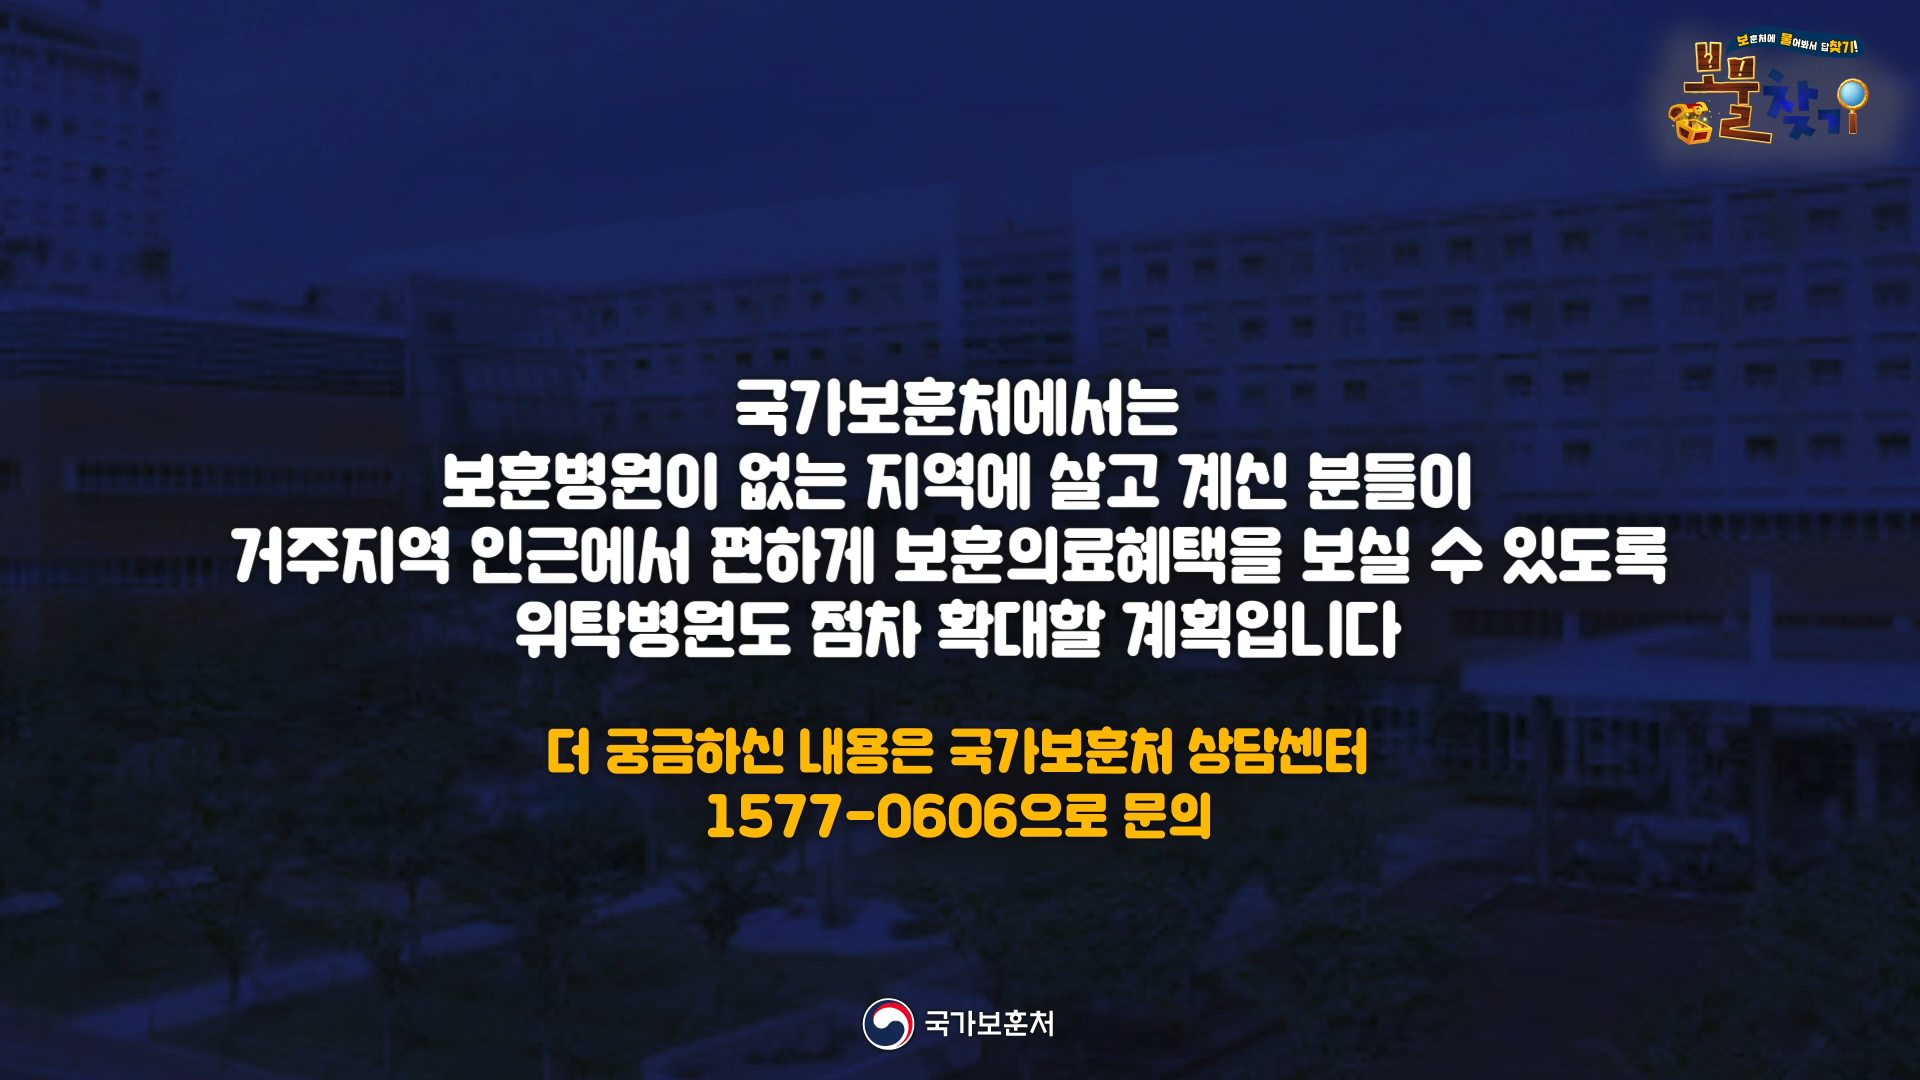 보훈처에 물어봐서 답찾기!
보물찾기
국가보훈처에서는
보훈병원이 없는 지역에 살고 계신 분들이
거주지역 인근에서 편하게 보훈의료혜택을 보실 수 있도록
위탁병원도 점차 확대할 계획입니다
더 궁금하신 내용은 국가보훈처 상담센터
1577-0606으로 문의
국가보훈처